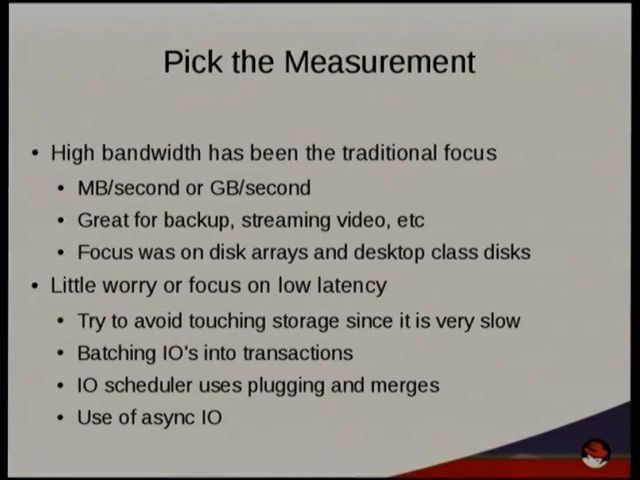 Pick the Measurement
• High bandwidth has been the traditional focus
• MB/second or GB/second
• Great for backup, streaming video, etc
• Focus was on disk arrays and desktop class disks
• Little worry or focus on low latency
• Try to avoid touching storage since it is very slow
• Batching IO's into transactions
• IO scheduler uses plugging and merges
• Use of async IO